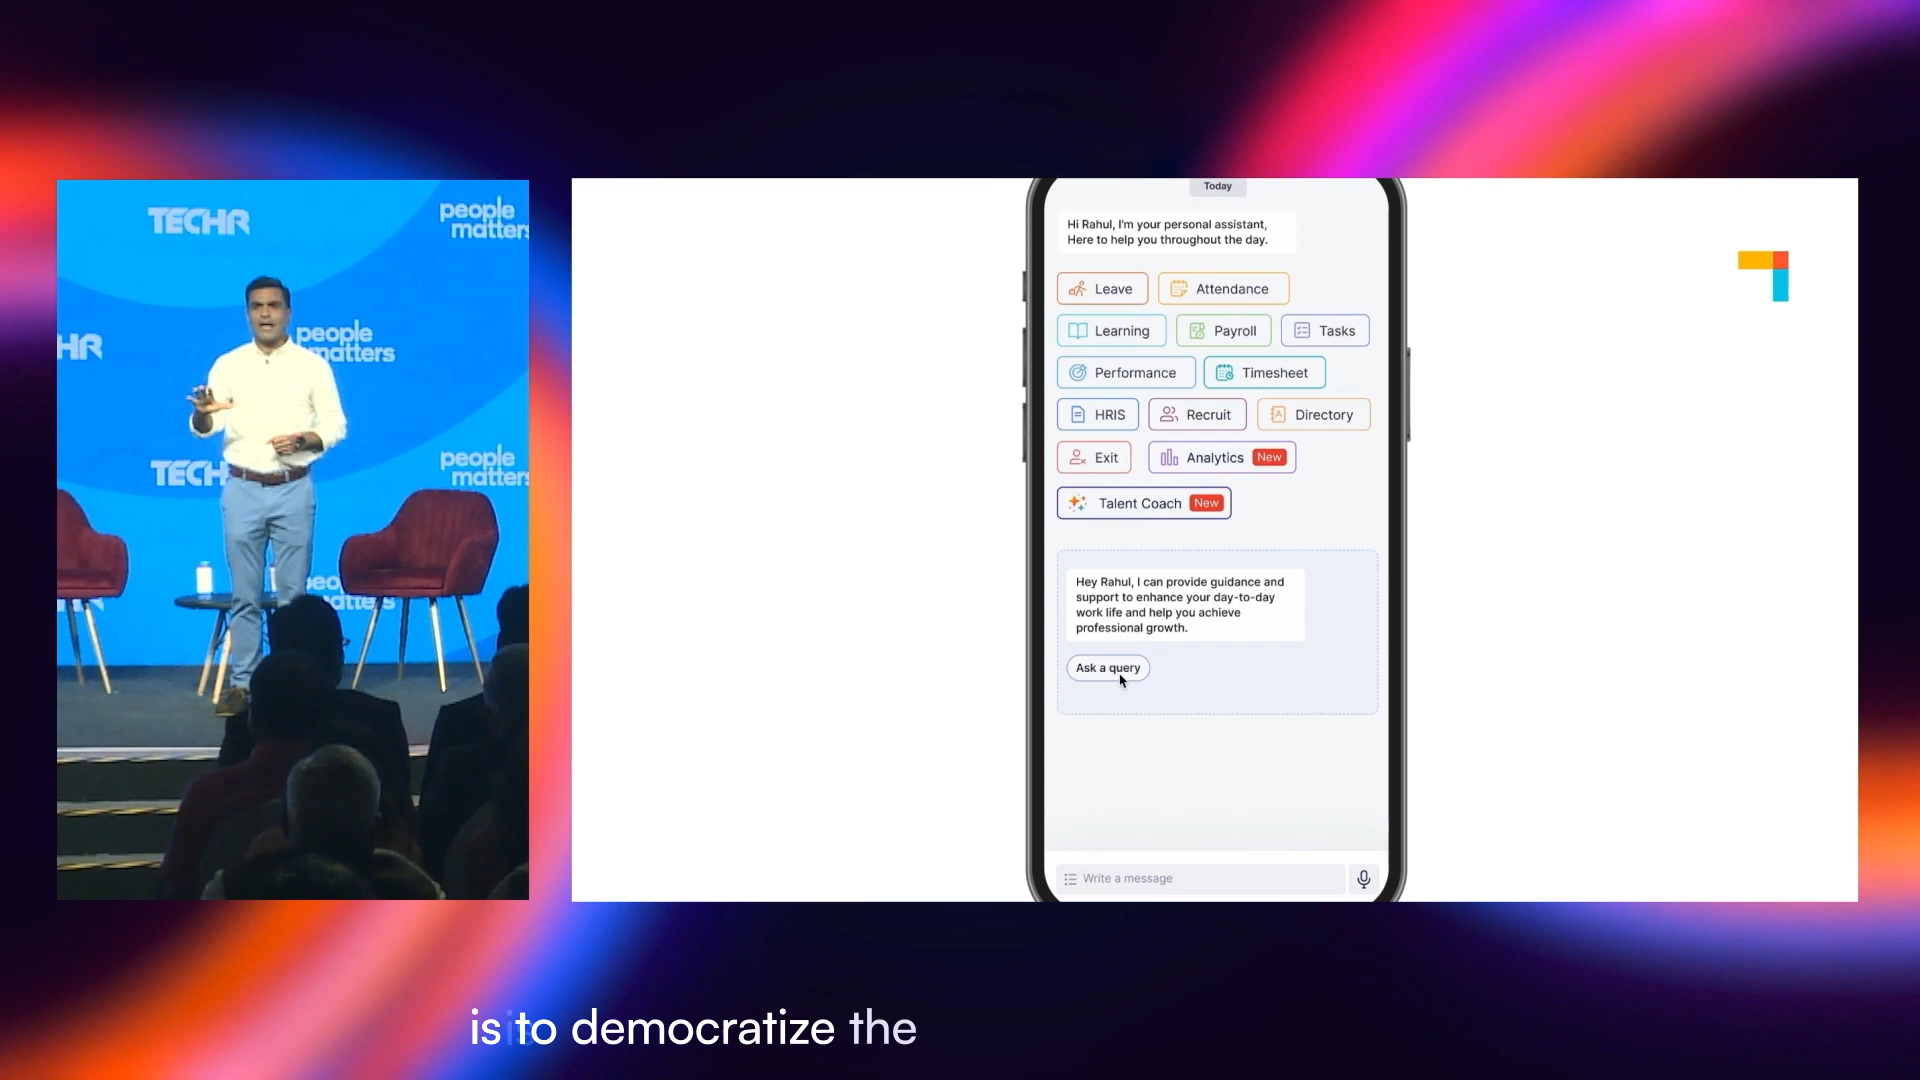 TECHR
people
matters
HR
people
matters
TECH
people
matters
peo
Today
Hi Rahul, I'm your personal assistant,
Here to help you throughout the day.
Leave Attendance
Learning Payroll Tasks
Performance Timesheet
HRIS Recruit Directory
Exit Analytics New
Talent Coach New
Hey Rahul, I can provide guidance and
support to enhance your day-to-day
work life and help you achieve
professional growth.
Ask a query
Write a message
is to democratize the